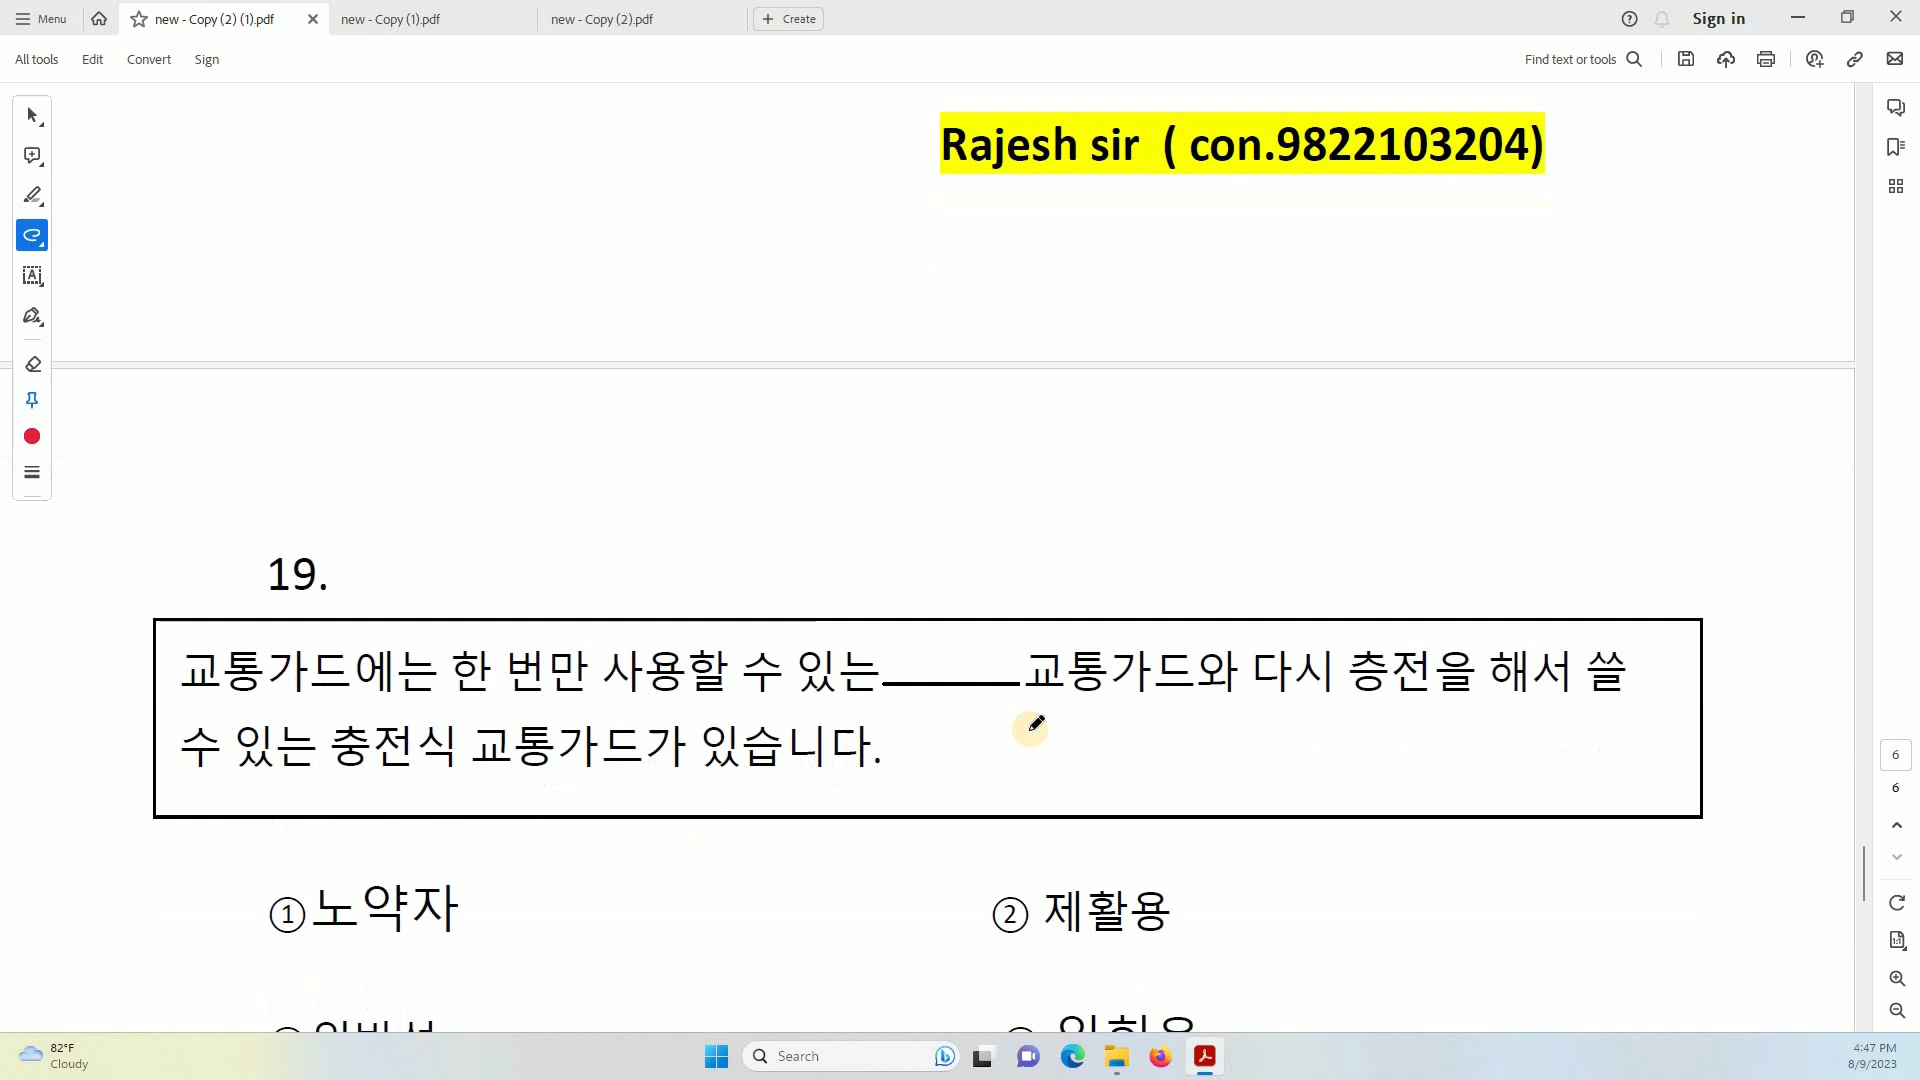 Menu
new - Copy (2) (1).pdf
new - Copy (1).pdf
new - Copy (2).pdf
Create
Sign in
All tools
Edit
Convert
Sign
Find text or tools
Rajesh sir ( con.9822103204)
19.
교통가드에는 한 번만 사용할 수 있는______교통가드와 다시 층전을 해서 쓸
수 있는 충전식 교통가드가 있습니다.
①노약자
② 제활용
6
6
82°F
Cloudy
Search
4:47 PM
8/9/2023